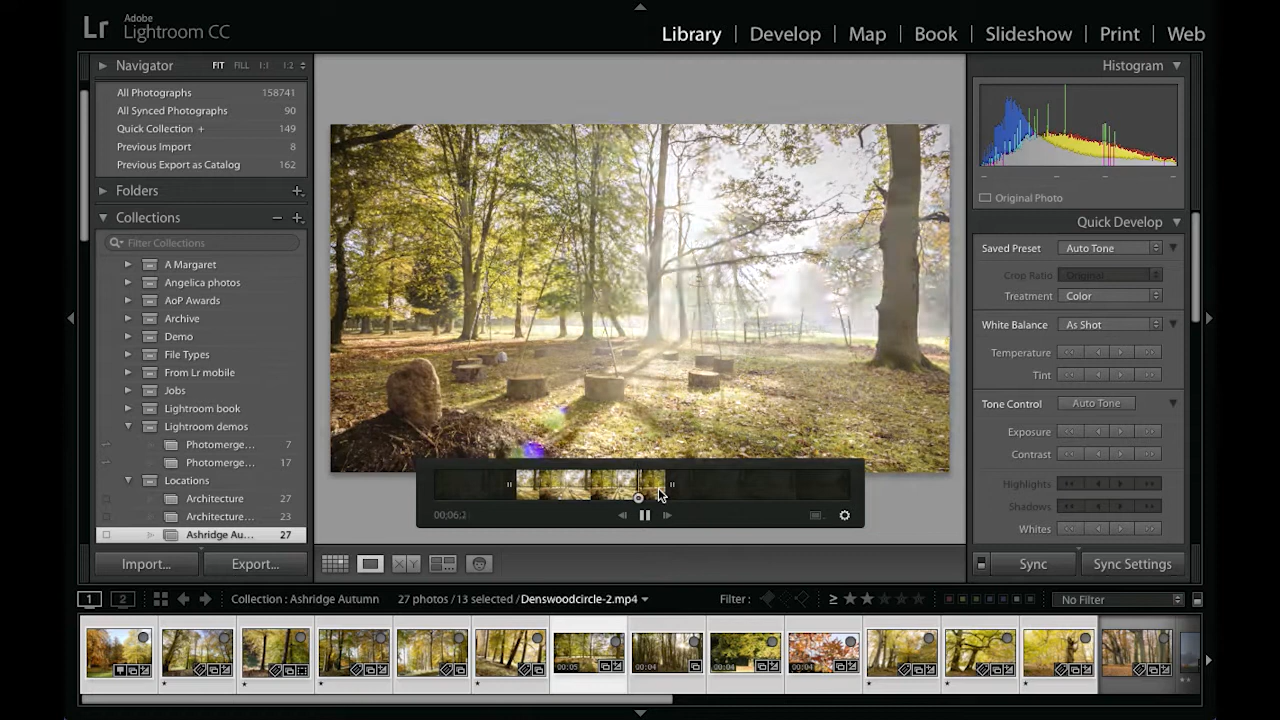 Lr Adobe
Lightroom CC
Library | Develop | Map | Book | Slideshow | Print | Web
Navigator FIT FILL 1:1 1:2
All Photographs 158741
All Synced Photographs 90
Quick Collection + 149
Previous Import 8
Previous Export as Catalog 162
Folders
Collections
Filter Collections
A Margaret
Angelica photos
AoP Awards
Archive
Demo
File Types
From Lr mobile
Jobs
Lightroom book
Lightroom demos
Photomerge... 7
Photomerge... 17
Locations
Architecture 27
Architecture... 23
Ashridge Au... 27
Import... Export...
00;06;2
Histogram
Original Photo
Quick Develop
Saved Preset Auto Tone
Crop Ratio Original
Treatment Color
White Balance As Shot
Temperature
Tint
Tone Control Auto Tone
Exposure
Contrast
Highlights
Shadows
Whites
Sync Sync Settings
X Y
1 2 Collection : Ashridge Autumn 27 photos / 13 selected / Denswoodcircle-2.mp4 Filter : ≥ ★★★★★ No Filter
00:05 00:04 00:04 00:04